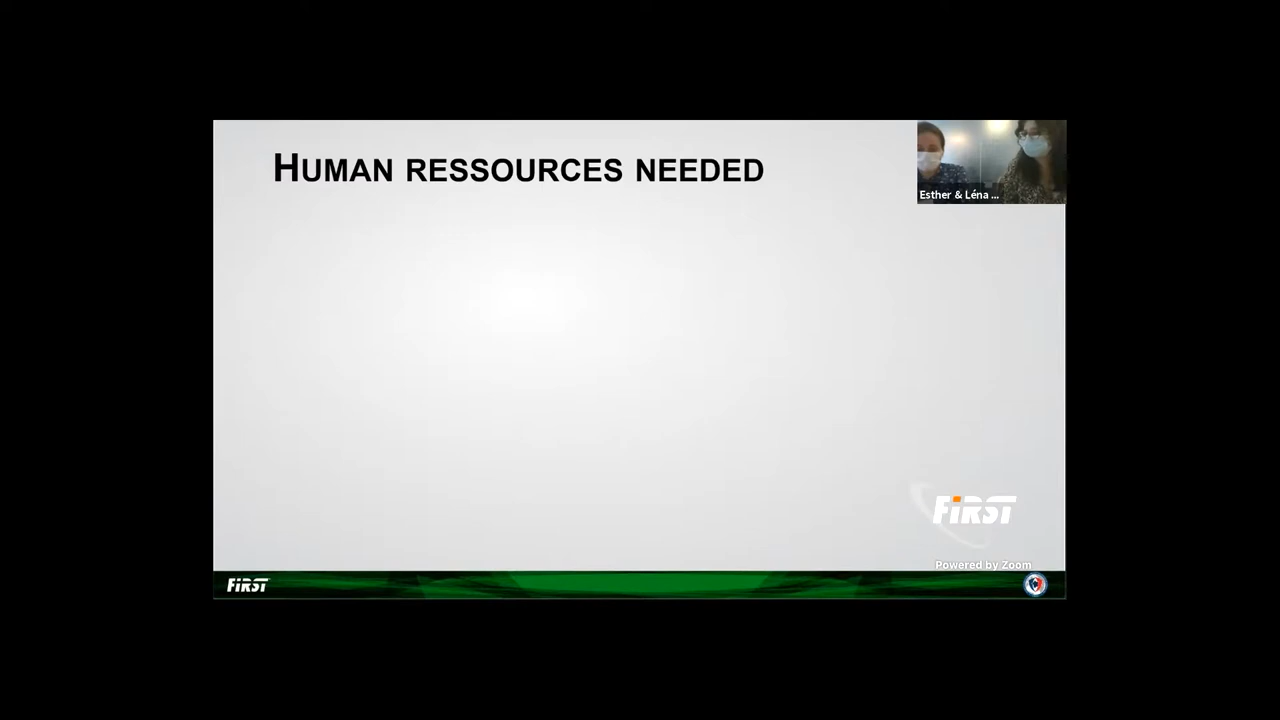 HUMAN RESSOURCES NEEDED
Esther & Léna ...
FiRST
Powered by Zoom
FiRST